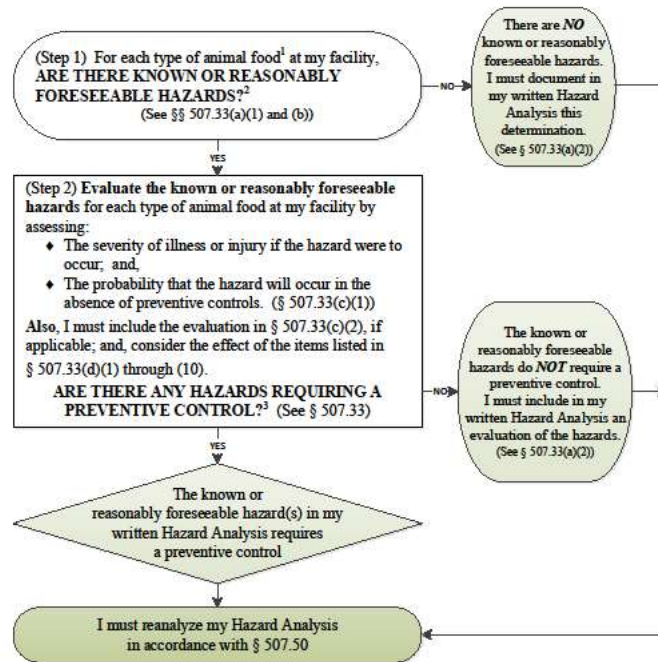 (Step 1) For each type of animal food¹ at my facility,
ARE THERE KNOWN OR REASONABLY
FORESEEABLE HAZARDS?²
(See §§ 507.33(a)(1) and (b))
NO
There are NO
known or reasonably
foreseeable hazards.
I must document in
my written Hazard
Analysis this
determination.
(See § 507.33(a)(2))
YES
(Step 2) Evaluate the known or reasonably foreseeable
hazards for each type of animal food at my facility by
assessing:
♦ The severity of illness or injury if the hazard were to
occur; and,
♦ The probability that the hazard will occur in the
absence of preventive controls. (§ 507.33(c)(1))
Also, I must include the evaluation in § 507.33(c)(2), if
applicable; and, consider the effect of the items listed in
§ 507.33(d)(1) through (10).
ARE THERE ANY HAZARDS REQUIRING A
PREVENTIVE CONTROL?³ (See § 507.33)
NO
The known or
reasonably foreseeable
hazards do NOT require a
preventive control.
I must include in my
written Hazard Analysis an
evaluation of the hazards.
(See § 507.33(a)(2))
YES
The known or
reasonably foreseeable hazard(s) in my
written Hazard Analysis requires
a preventive control
I must reanalyze my Hazard Analysis
in accordance with § 507.50